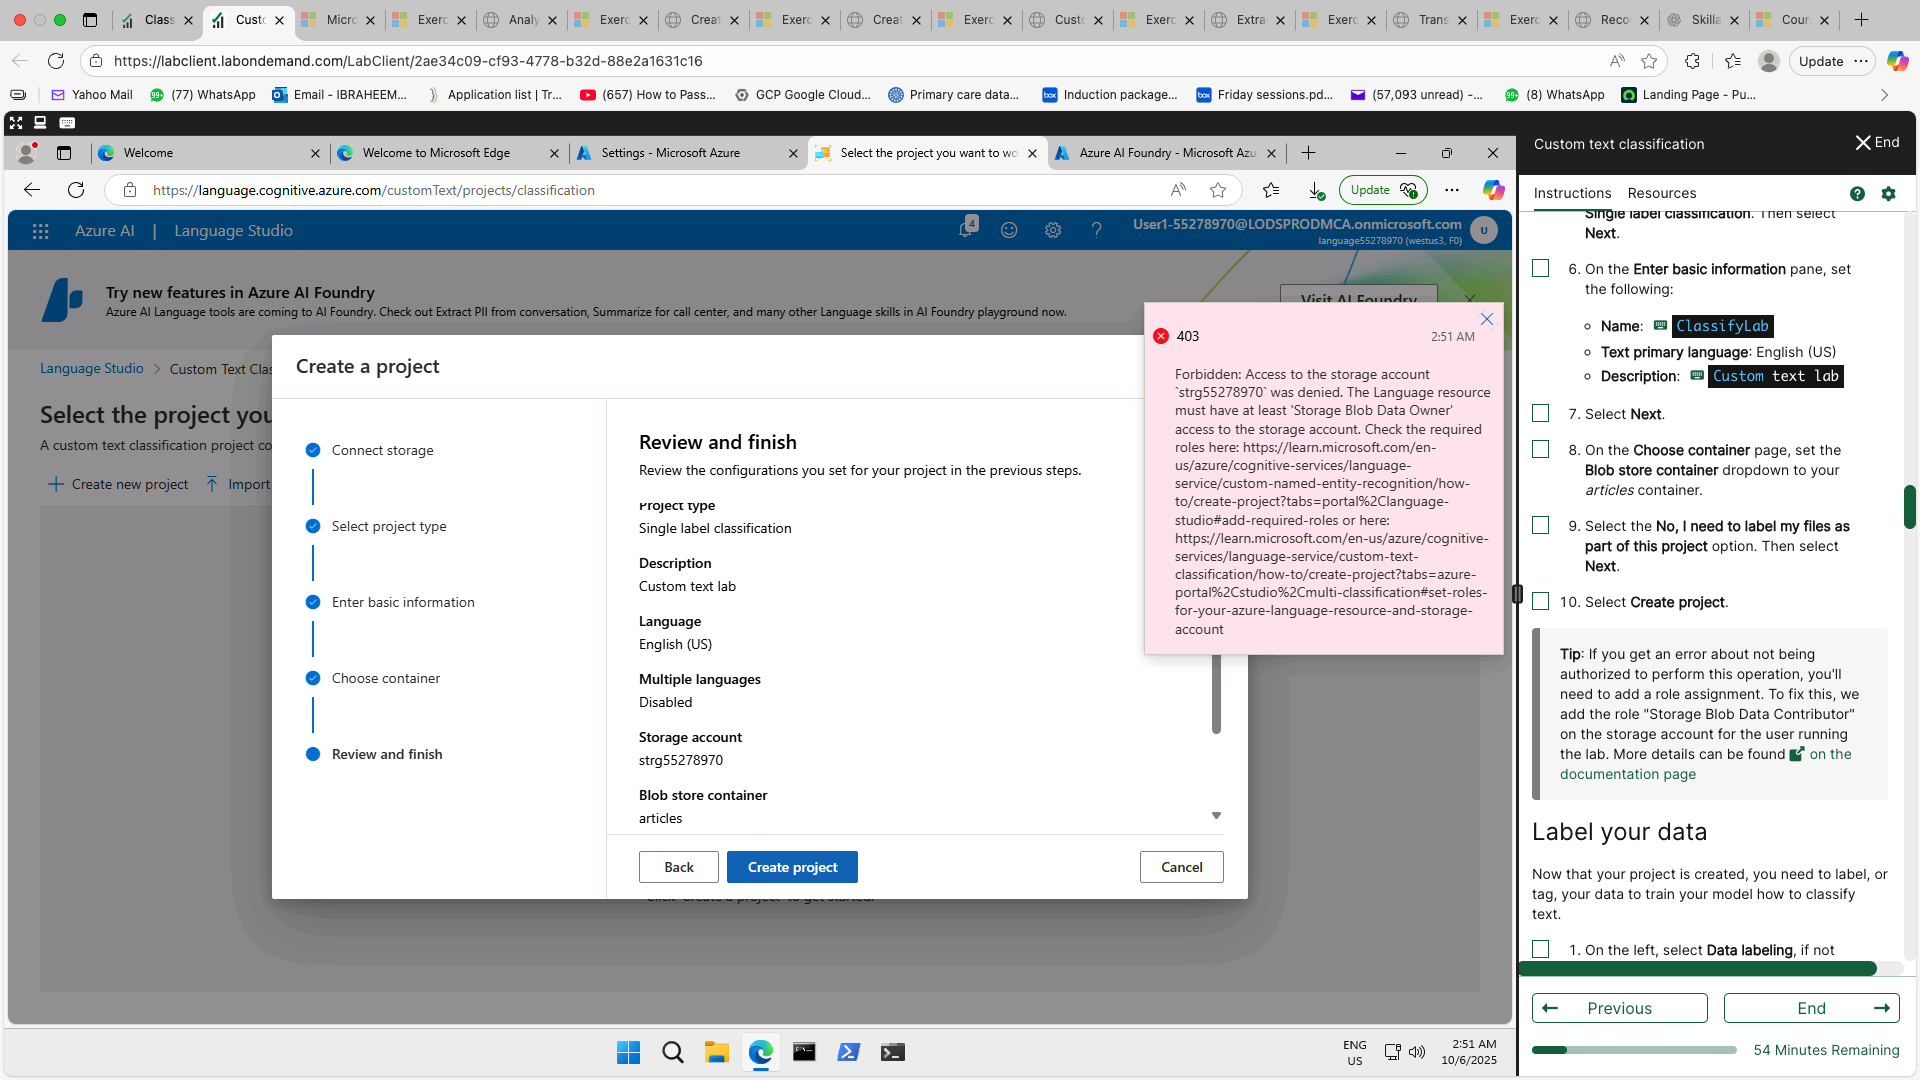 Class
Custo
Micro
Exerc
Analy
Exerc
Creat
Exerc
Creat
Exerc
Custo
Exerc
Extra
Exerc
Trans
Exerc
Reco
Skilla
Cour
https://labclient.labondemand.com/LabClient/2ae34c09-cf93-4778-b32d-88e2a1631c16
Update
Yahoo Mail
(77) WhatsApp
Email - IBRAHEEM...
Application list | Tr...
(657) How to Pass...
GCP Google Cloud...
Primary care data...
Induction package...
Friday sessions.pd...
(57,093 unread) -...
(8) WhatsApp
Landing Page - Pu...
Welcome
Welcome to Microsoft Edge
Settings - Microsoft Azure
Select the project you want to wo
Azure AI Foundry - Microsoft Azu
https://language.cognitive.azure.com/customText/projects/classification
Update
Azure AI | Language Studio
4
User1-55278970@LODSPRODMCA.onmicrosoft.com
language55278970 (westus3, F0)
U
Try new features in Azure AI Foundry
Azure AI Language tools are coming to AI Foundry. Check out Extract PII from conversation, Summarize for call center, and many other Language skills in AI Foundry playground now.
Visit AI Foundry
Language Studio > Custom Text Clas
Select the project you
A custom text classification project co
Create new project
Import
Create a project
Connect storage
Select project type
Enter basic information
Choose container
Review and finish
Review and finish
Review the configurations you set for your project in the previous steps.
Project type
Single label classification
Description
Custom text lab
Language
English (US)
Multiple languages
Disabled
Storage account
strg55278970
Blob store container
articles
Back
Create project
Cancel
Click 'Create a project' to get started.
403
2:51 AM
Forbidden: Access to the storage account
`strg55278970` was denied. The Language resource
must have at least 'Storage Blob Data Owner'
access to the storage account. Check the required
roles here: https://learn.microsoft.com/en-
us/azure/cognitive-services/language-
service/custom-named-entity-recognition/how-
to/create-project?tabs=portal%2Clanguage-
studio#add-required-roles or here:
https://learn.microsoft.com/en-us/azure/cognitive-
services/language-service/custom-text-
classification/how-to/create-project?tabs=azure-
portal%2Cstudio%2Cmulti-classification#set-roles-
for-your-azure-language-resource-and-storage-
account
ENG
US
2:51 AM
10/6/2025
Custom text classification
End
Instructions
Resources
Single label classification. Then select
Next.
6. On the Enter basic information pane, set
the following:
Name: ClassifyLab
Text primary language: English (US)
Description: Custom text lab
7. Select Next.
8. On the Choose container page, set the
Blob store container dropdown to your
articles container.
9. Select the No, I need to label my files as
part of this project option. Then select
Next.
10. Select Create project.
Tip: If you get an error about not being
authorized to perform this operation, you'll
need to add a role assignment. To fix this, we
add the role "Storage Blob Data Contributor"
on the storage account for the user running
the lab. More details can be found on the
documentation page
Label your data
Now that your project is created, you need to label, or
tag, your data to train your model how to classify
text.
1. On the left, select Data labeling, if not
Previous
End
54 Minutes Remaining